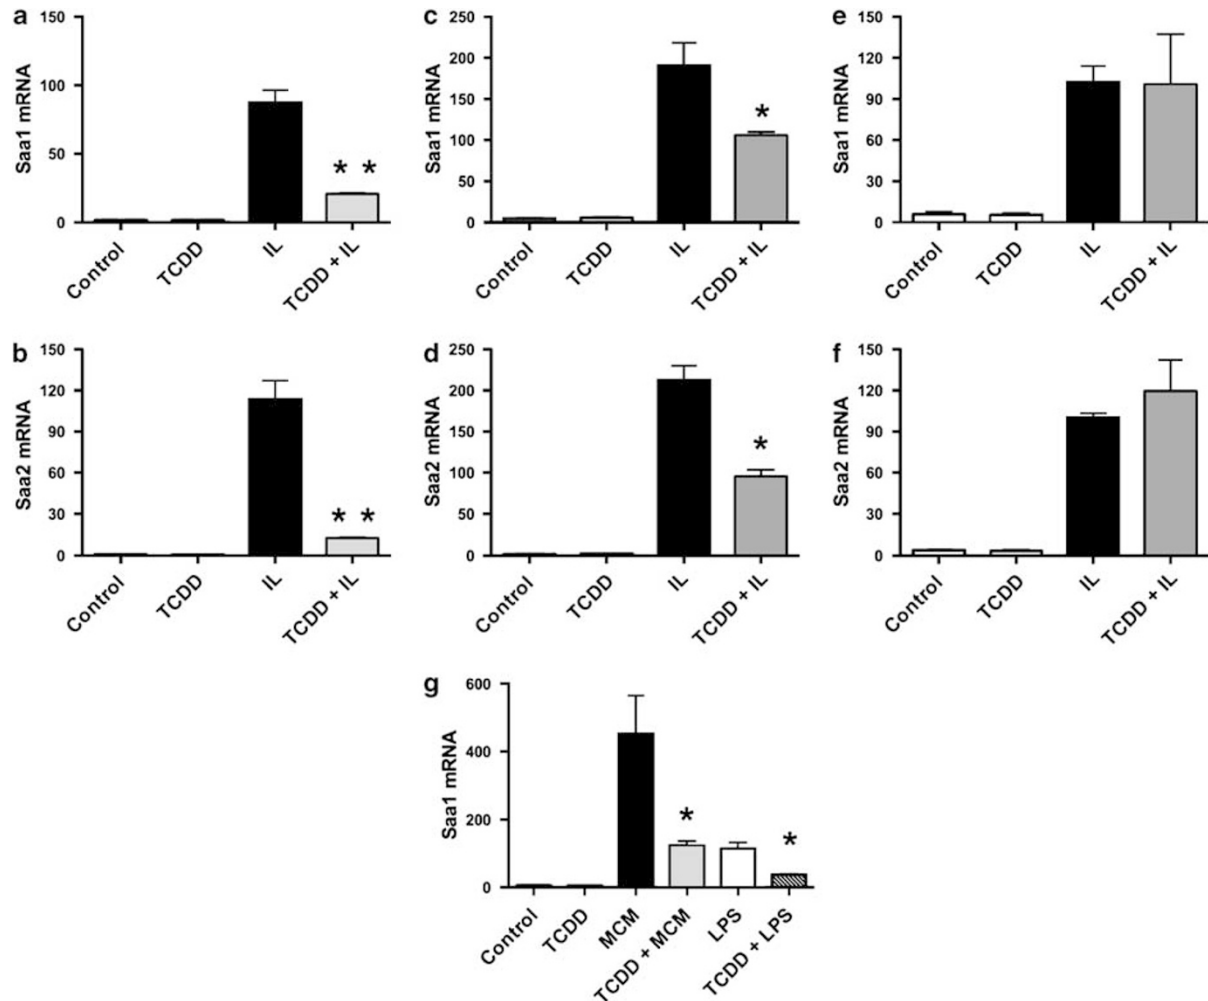 a
150
100
50
0
Saa1 mRNA
Control
TCDD
IL
TCDD + IL
**
c
250
200
150
100
50
0
Saa1 mRNA
Control
TCDD
IL
TCDD + IL
*
e
150
120
90
60
30
0
Saa1 mRNA
Control
TCDD
IL
TCDD + IL
b
150
120
90
60
30
0
Saa2 mRNA
Control
TCDD
IL
TCDD + IL
**
d
250
200
150
100
50
0
Saa2 mRNA
Control
TCDD
IL
TCDD + IL
*
f
150
120
90
60
30
0
Saa2 mRNA
Control
TCDD
IL
TCDD + IL
g
600
400
200
0
Saa1 mRNA
Control
TCDD
MCM
TCDD + MCM
LPS
TCDD + LPS
*
*